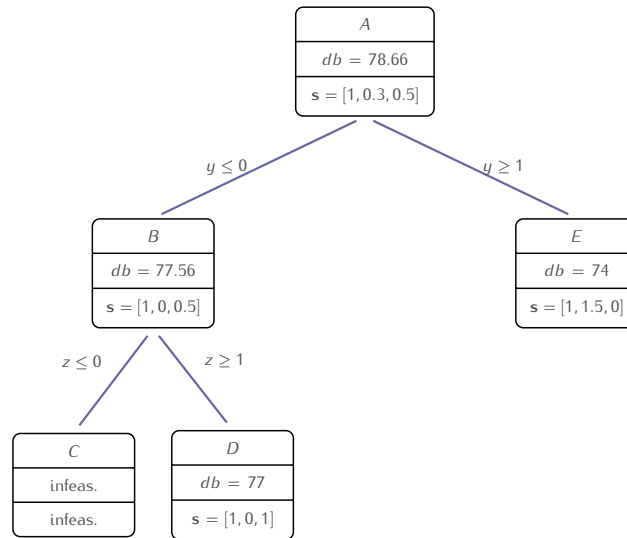 A
db = 78.66
s = [1, 0.3, 0.5]
y ≤ 0
y ≥ 1
B
db = 77.56
s = [1, 0, 0.5]
E
db = 74
s = [1, 1.5, 0]
z ≤ 0
z ≥ 1
C
infeas.
infeas.
D
db = 77
s = [1, 0, 1]